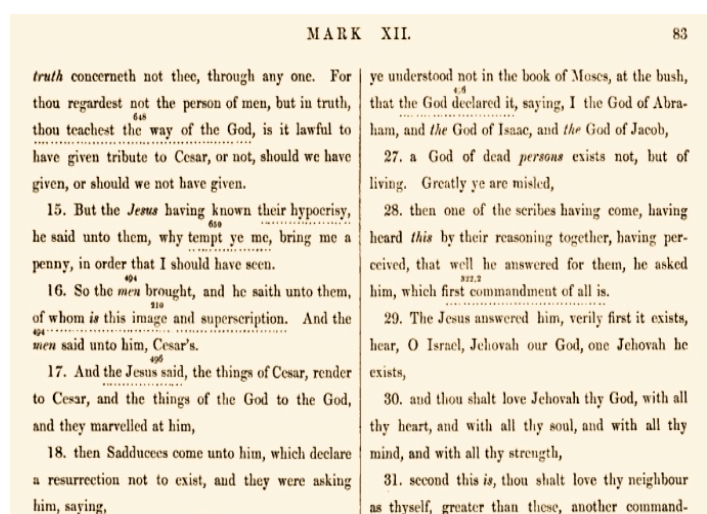 MARK XII.
83
truth concerneth not thee, through any one. For
thou regardest not the person of men, but in truth,
648
thou teachest the way of the God, is it lawful to
have given tribute to Cesar, or not, should we have
given, or should we not have given.
15. But the Jesus having known their hypocrisy,
650
he said unto them, why tempt ye me, bring me a
penny, in order that I should have seen.
494
16. So the men brought, and he saith unto them,
210
of whom is this image and superscription. And the
494
men said unto him, Cesar's.
496
17. And the Jesus said, the things of Cesar, render
to Cesar, and the things of the God to the God,
and they marvelled at him,
18. then Sadducees come unto him, which declare
a resurrection not to exist, and they were asking
him, saying,
ye understood not in the book of Moses, at the bush,
that the God declared it, saying, I the God of Abra-
ham, and the God of Isaac, and the God of Jacob,
27. a God of dead persons exists not, but of
living. Greatly ye are misled,
28. then one of the scribes having come, having
heard this by their reasoning together, having per-
ceived, that well he answered for them, he asked
322,2
him, which first commandment of all is.
29. The Jesus answered him, verily first it exists,
hear, O Israel, Jehovah our God, one Jehovah he
exists,
30. and thou shalt love Jehovah thy God, with all
thy heart, and with all thy soul, and with all thy
mind, and with all thy strength,
31. second this is, thou shalt love thy neighbour
as thyself, greater than these, another command-